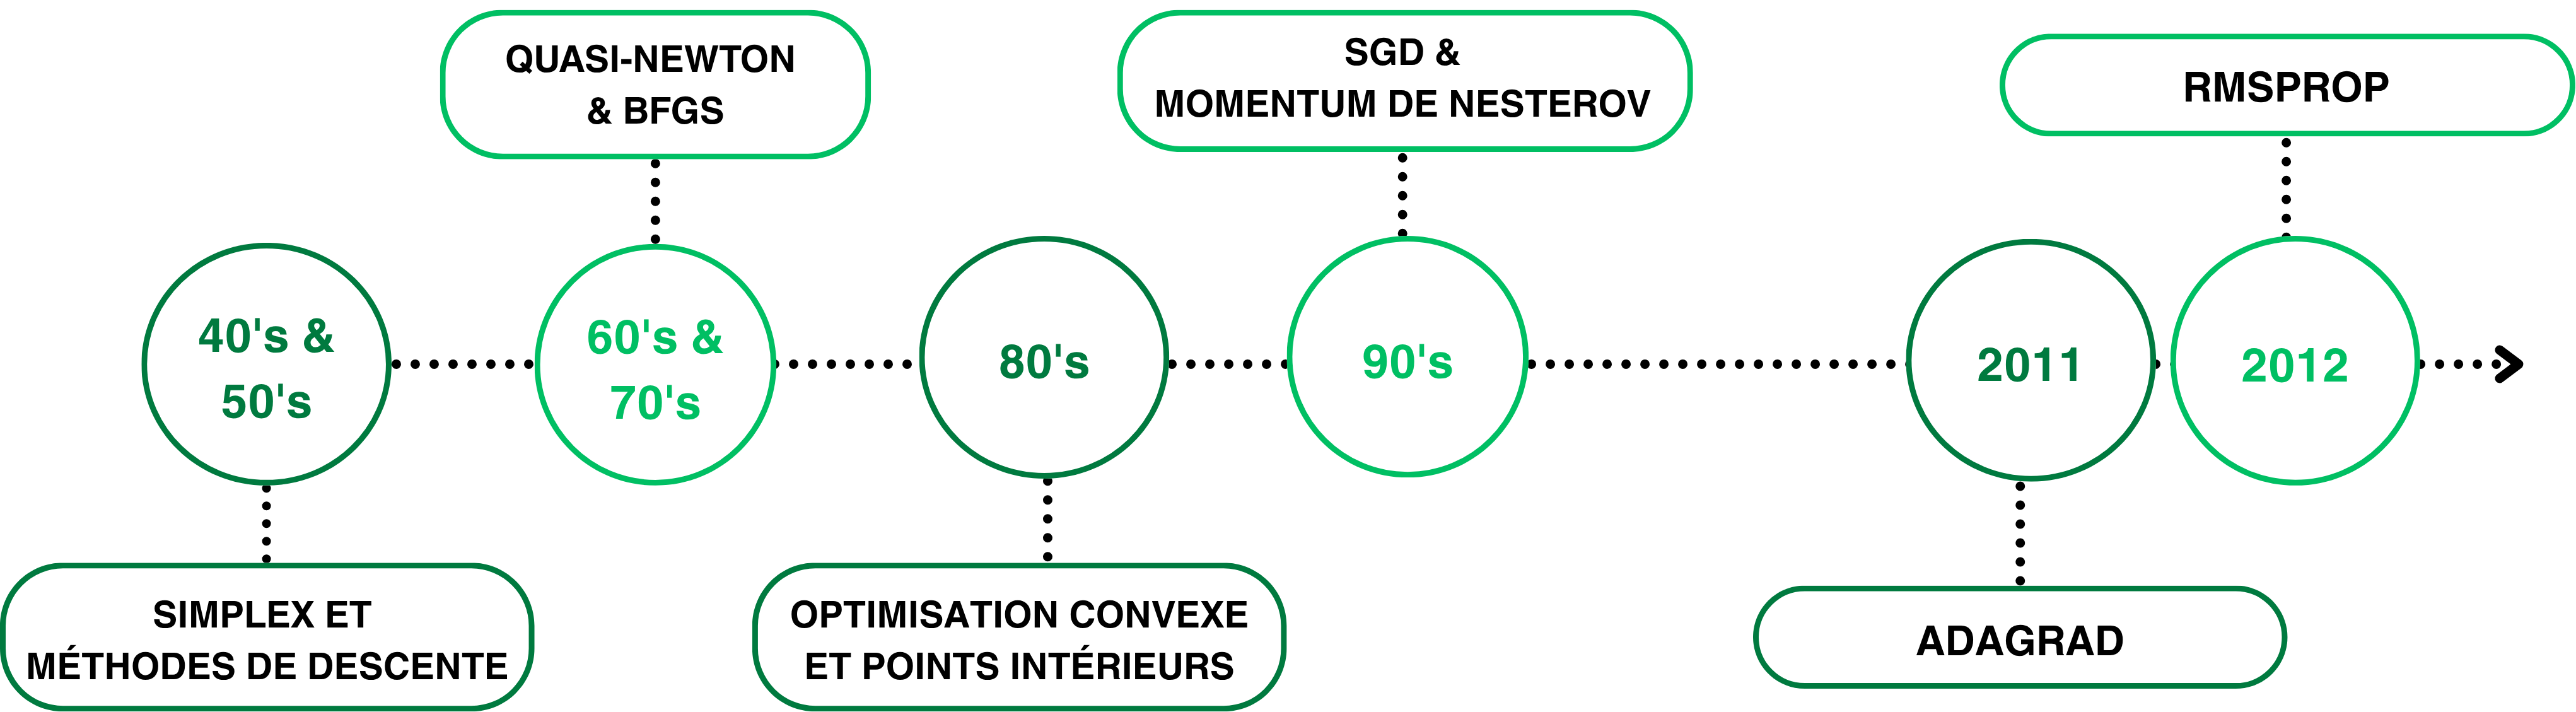 QUASI-NEWTON
& BFGS
SGD &
MOMENTUM DE NESTEROV
RMSPROP
40's &
50's
60's &
70's
80's
90's
2011
2012
SIMPLEX ET
MÉTHODES DE DESCENTE
OPTIMISATION CONVEXE
ET POINTS INTÉRIEURS
ADAGRAD